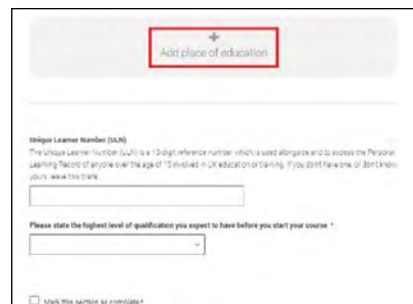 +
Add place of education
Unique Learner Number (ULN)
The Unique Learner Number (ULN) is a 10-digit reference number which is used alongside and to access the Personal
Learning Record of anyone over the age of 13 involved in UK education or training. If you don't have one, or don't know
yours, leave this blank.
Please state the highest level of qualification you expect to have before you start your course *
Mark this section as complete*